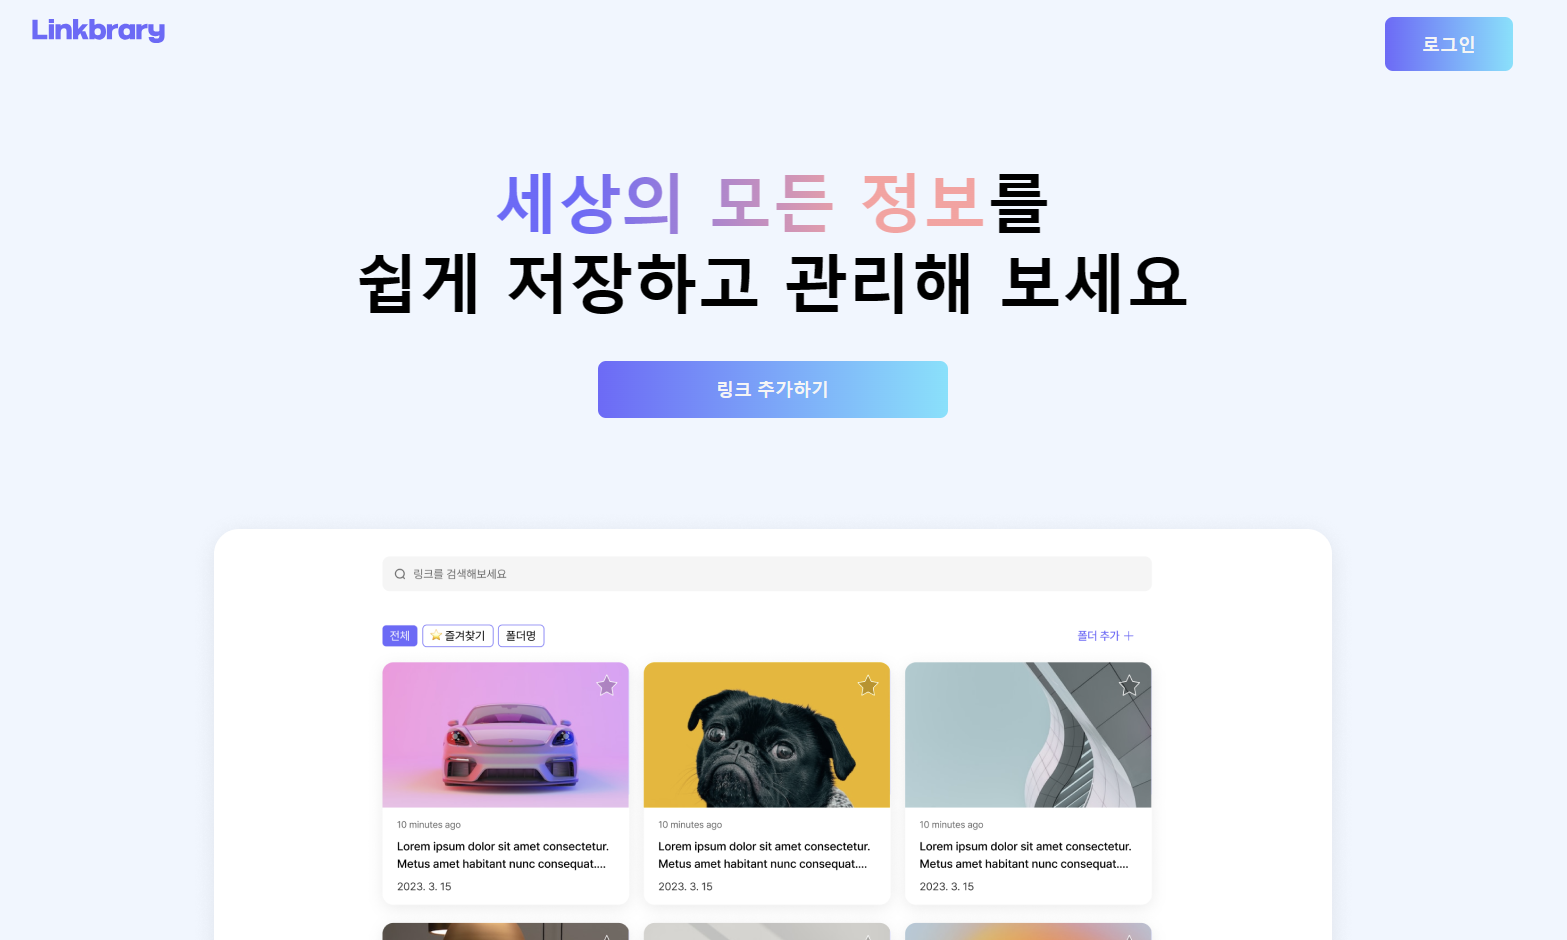 Linkbrary
로그인
세상의 모든 정보를
쉽게 저장하고 관리해 보세요
링크 추가하기
링크를 검색해보세요
전체
⭐ 즐겨찾기
폴더명
폴더 추가 +
10 minutes ago
Lorem ipsum dolor sit amet consectetur.
Metus amet habitant nunc consequat....
2023. 3. 15
10 minutes ago
Lorem ipsum dolor sit amet consectetur.
Metus amet habitant nunc consequat....
2023. 3. 15
10 minutes ago
Lorem ipsum dolor sit amet consectetur.
Metus amet habitant nunc consequat....
2023. 3. 15